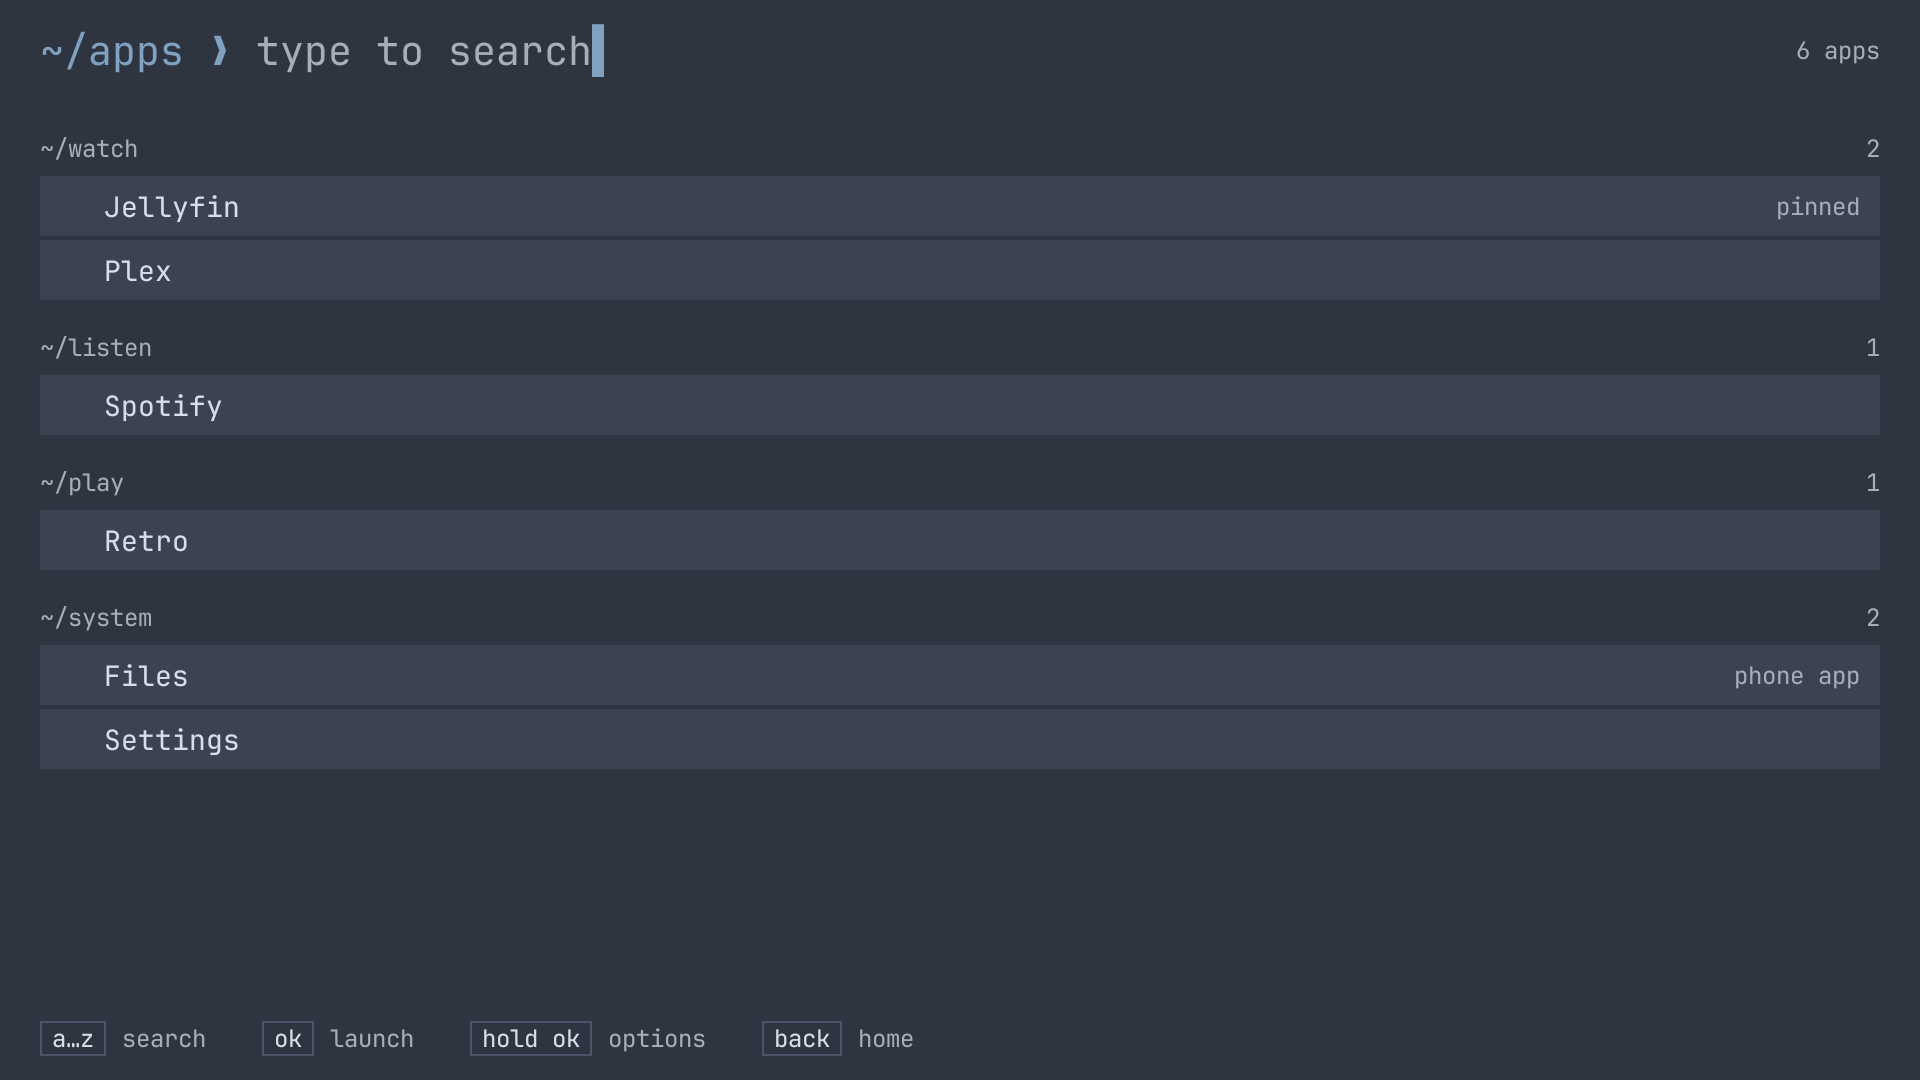 ~/apps ❯ type to search
6 apps
~/watch 2
Jellyfin pinned
Plex
~/listen 1
Spotify
~/play 1
Retro
~/system 2
Files phone app
Settings
a…z search ok launch hold ok options back home